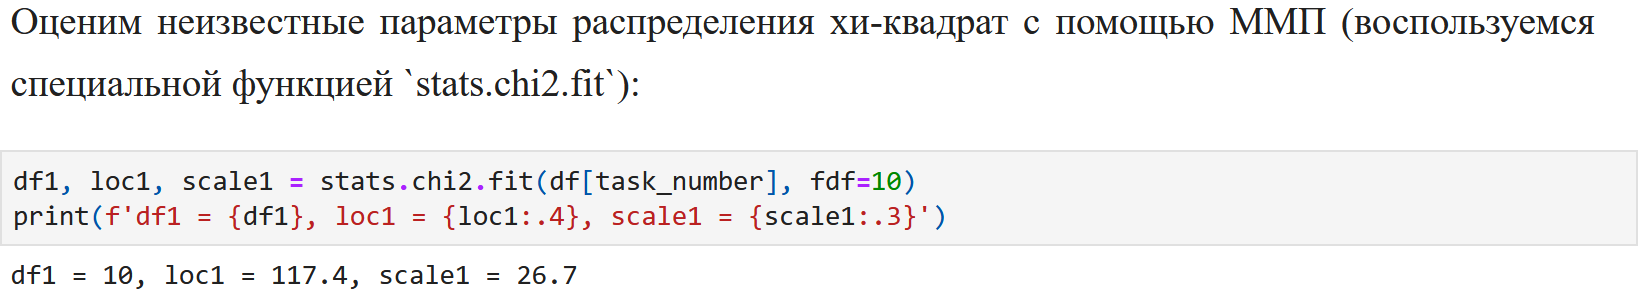 Оценим неизвестные параметры распределения хи-квадрат с помощью ММП (воспользуемся
специальной функцией `stats.chi2.fit`):
df1, loc1, scale1 = stats.chi2.fit(df[task_number], fdf=10)
print(f'df1 = {df1}, loc1 = {loc1:.4}, scale1 = {scale1:.3}')
df1 = 10, loc1 = 117.4, scale1 = 26.7